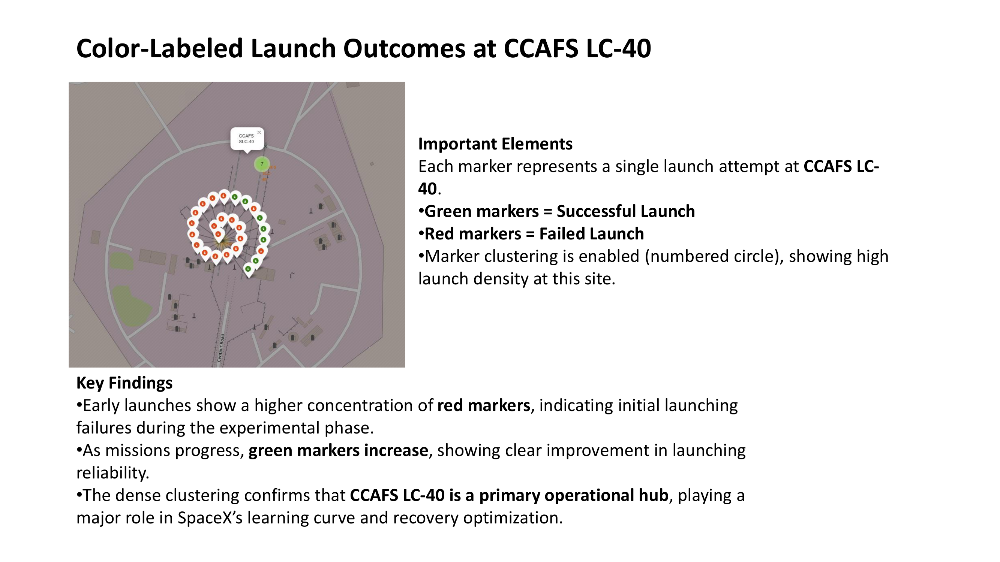 Color-Labeled Launch Outcomes at CCAFS LC-40
CCAFS
SLC-40
×
7
Centaur Road
Important Elements
Each marker represents a single launch attempt at CCAFS LC-
40.
•Green markers = Successful Launch
•Red markers = Failed Launch
•Marker clustering is enabled (numbered circle), showing high
launch density at this site.
Key Findings
•Early launches show a higher concentration of red markers, indicating initial launching
failures during the experimental phase.
•As missions progress, green markers increase, showing clear improvement in launching
reliability.
•The dense clustering confirms that CCAFS LC-40 is a primary operational hub, playing a
major role in SpaceX’s learning curve and recovery optimization.